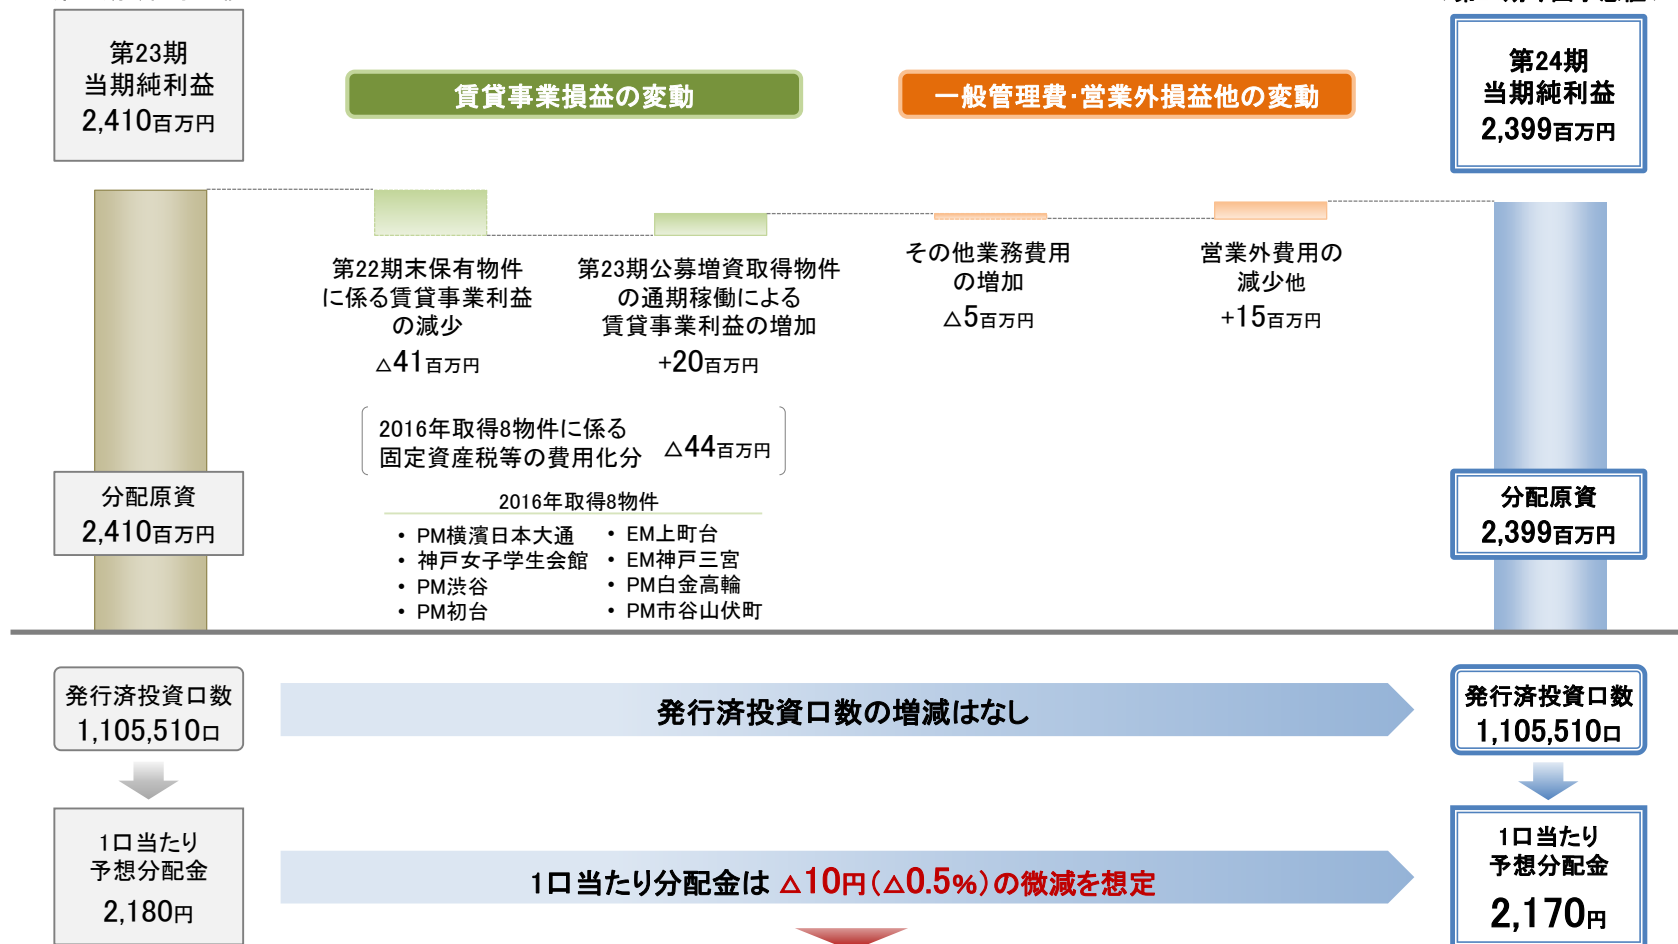 第23期
当期純利益
2,410百万円
賃貸事業損益の変動
一般管理費・営業外損益他の変動
第24期
当期純利益
2,399百万円
第22期末保有物件
に係る賃貸事業利益
の減少
△41百万円
第23期公募増資取得物件
の通期稼働による
賃貸事業利益の増加
+20百万円
その他業務費用
の増加
△5百万円
営業外費用の
減少他
+15百万円
2016年取得8物件に係る
固定資産税等の費用化分
△44百万円
2016年取得8物件
• PM横濱日本大通
• 神戸女子学生会館
• PM渋谷
• PM初台
• EM上町台
• EM神戸三宮
• PM白金高輪
• PM市谷山伏町
分配原資
2,410百万円
分配原資
2,399百万円
発行済投資口数
1,105,510口
発行済投資口数の増減はなし
発行済投資口数
1,105,510口
1口当たり
予想分配金
2,180円
1口当たり分配金は △10円(△0.5%)の微減を想定
1口当たり
予想分配金
2,170円